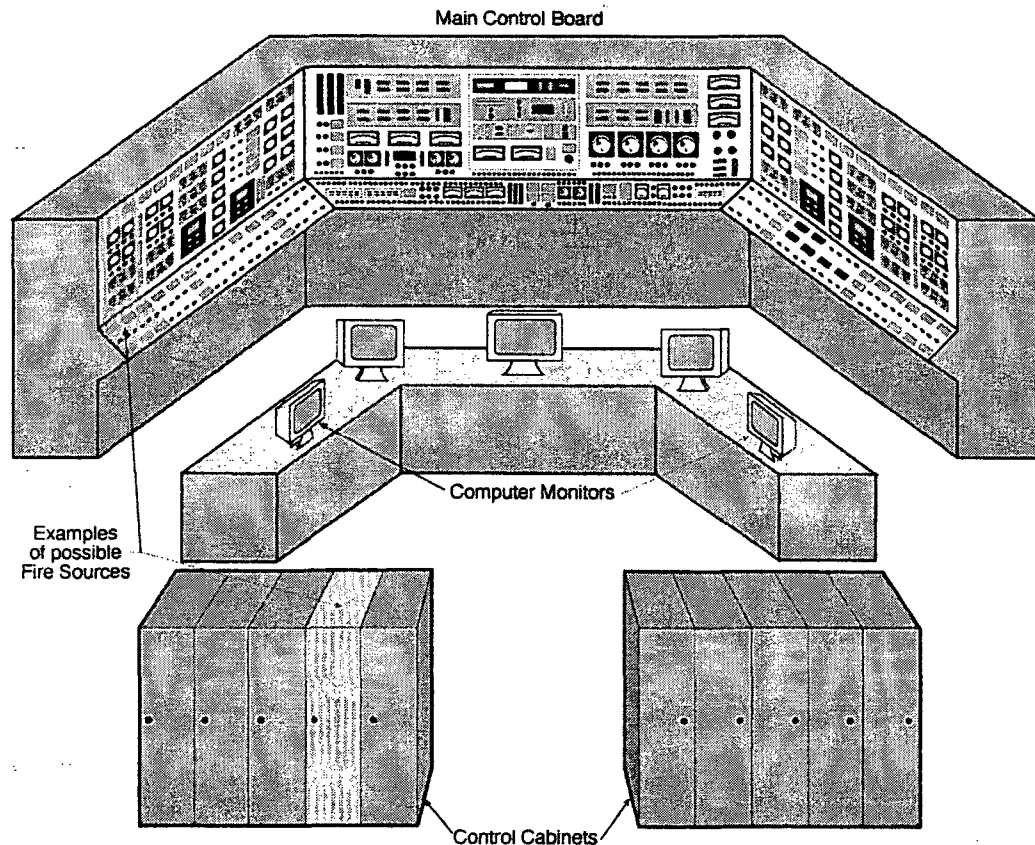 Main Control Board
Computer Monitors
Examples
of possible
Fire Sources
Control Cabinets